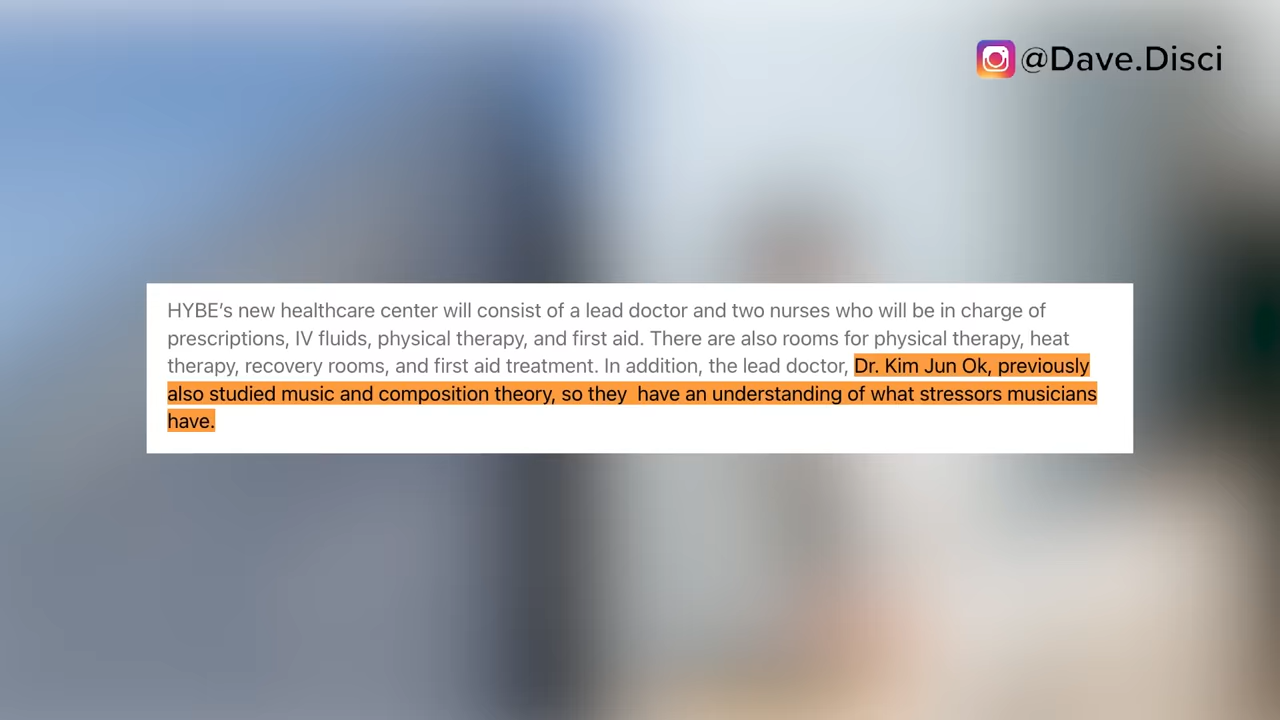 @Dave.Disci
HYBE’s new healthcare center will consist of a lead doctor and two nurses who will be in charge of
prescriptions, IV fluids, physical therapy, and first aid. There are also rooms for physical therapy, heat
therapy, recovery rooms, and first aid treatment. In addition, the lead doctor, Dr. Kim Jun Ok, previously
also studied music and composition theory, so they  have an understanding of what stressors musicians
have.